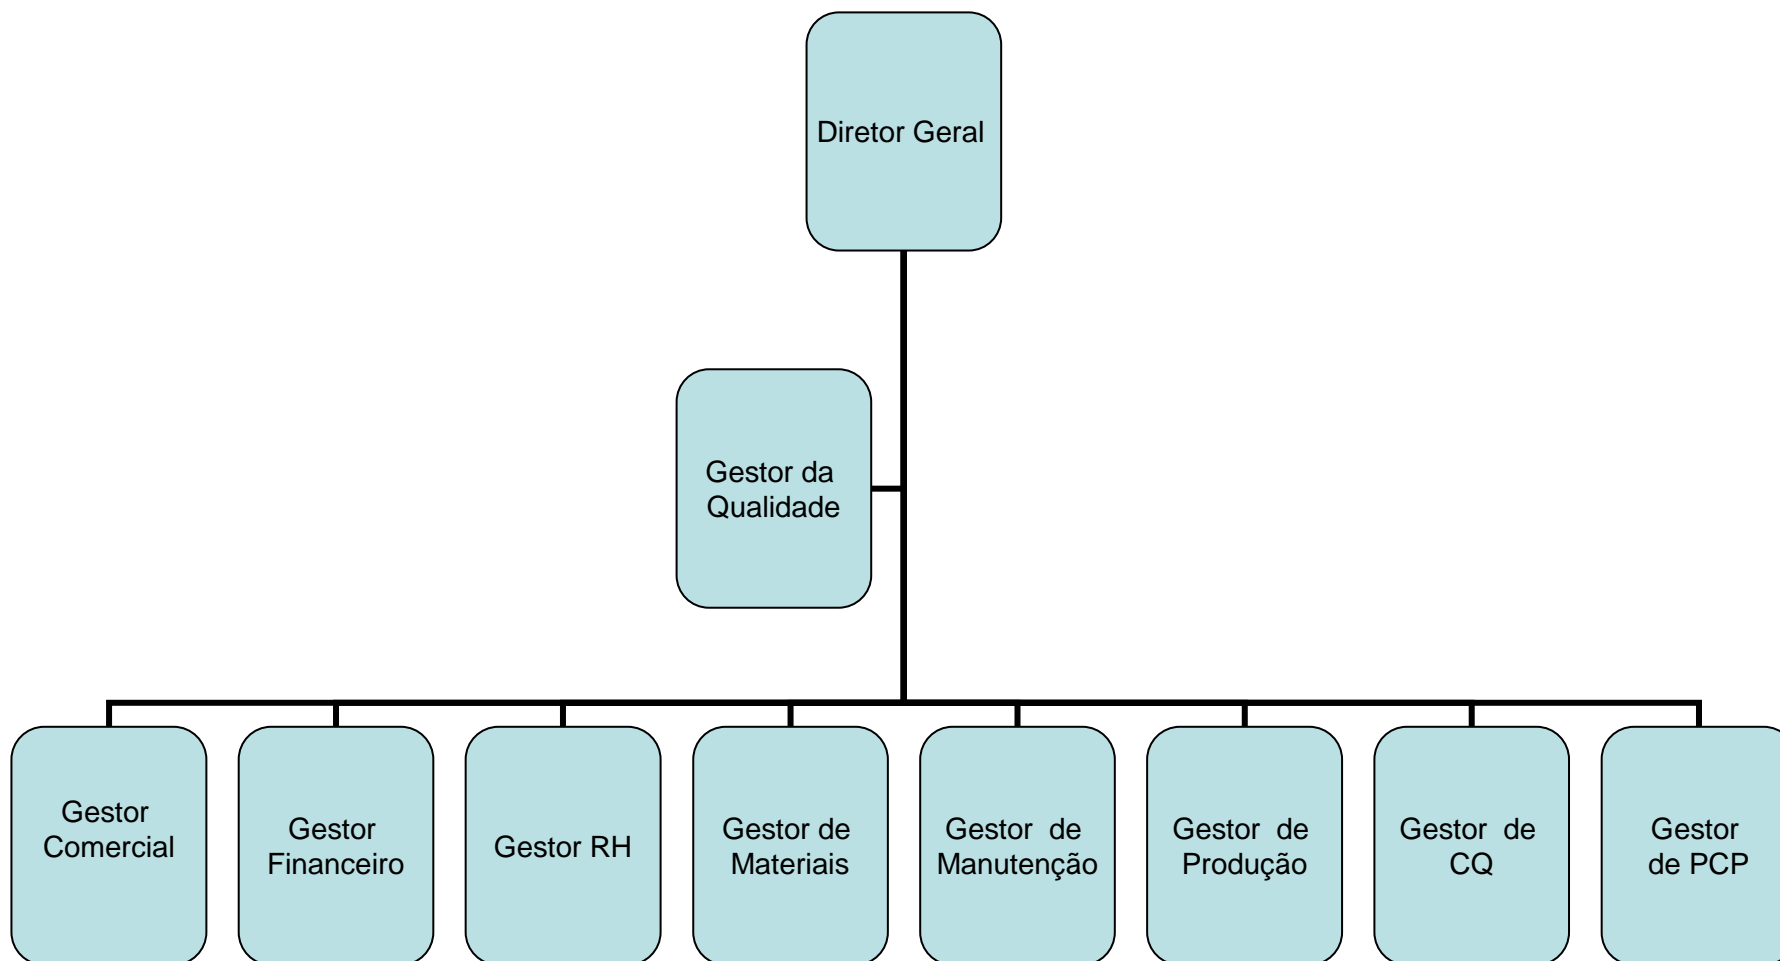 Diretor Geral
Gestor da
Qualidade
Gestor
Comercial
Gestor
Financeiro
Gestor RH
Gestor de
Materiais
Gestor  de
Manutenção
Gestor  de
Produção
Gestor  de
CQ
Gestor
de PCP